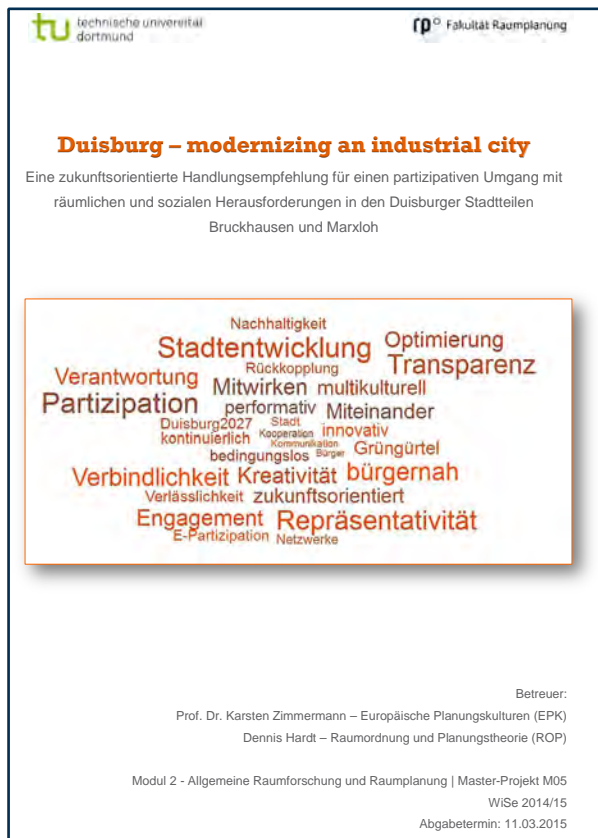 tu technische universität
dortmund
rp Fakultät Raumplanung
Duisburg – modernizing an industrial city
Eine zukunftsorientierte Handlungsempfehlung für einen partizipativen Umgang mit
räumlichen und sozialen Herausforderungen in den Duisburger Stadtteilen
Bruckhausen und Marxloh
Nachhaltigkeit
Stadtentwicklung Optimierung
Rückkopplung Transparenz
Verantwortung Mitwirken multikulturell
Partizipation performativ Miteinander
Duisburg2027 Stadt
kontinuierlich Kooperation innovativ
Kommunikation
bedingungslos Bürger Grüngürtel
Verbindlichkeit Kreativität bürgernah
Verlässlichkeit zukunftsorientiert
Engagement Repräsentativität
E-Partizipation Netzwerke
Betreuer:
Prof. Dr. Karsten Zimmermann – Europäische Planungskulturen (EPK)
Dennis Hardt – Raumordnung und Planungstheorie (ROP)
Modul 2 - Allgemeine Raumforschung und Raumplanung | Master-Projekt M05
WiSe 2014/15
Abgabetermin: 11.03.2015